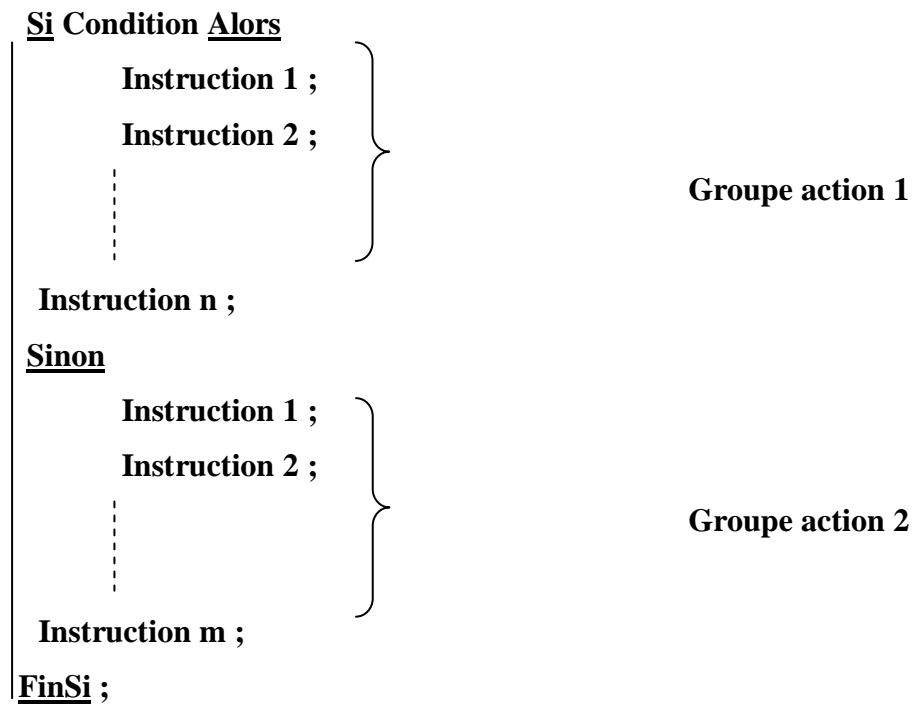 Si Condition Alors
Instruction 1 ;
Instruction 2 ;
Groupe action 1
Instruction n ;
Sinon
Instruction 1 ;
Instruction 2 ;
Groupe action 2
Instruction m ;
FinSi ;